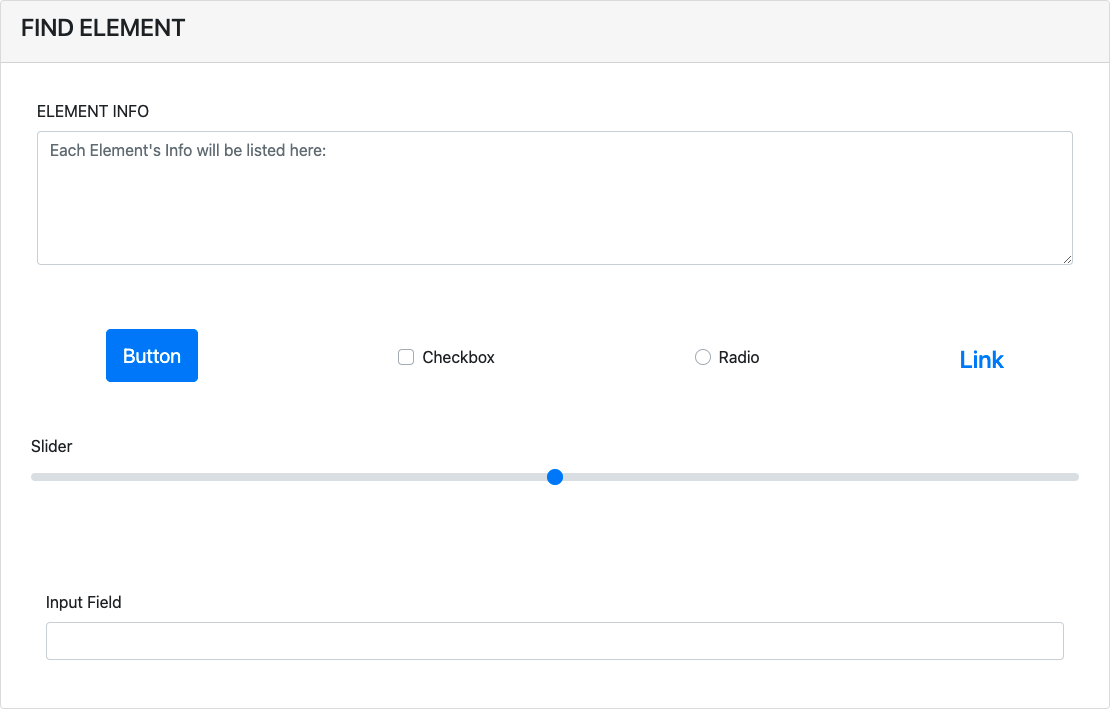 FIND ELEMENT
ELEMENT INFO
Each Element's Info will be listed here:
Button
Checkbox
Radio
Link
Slider
Input Field